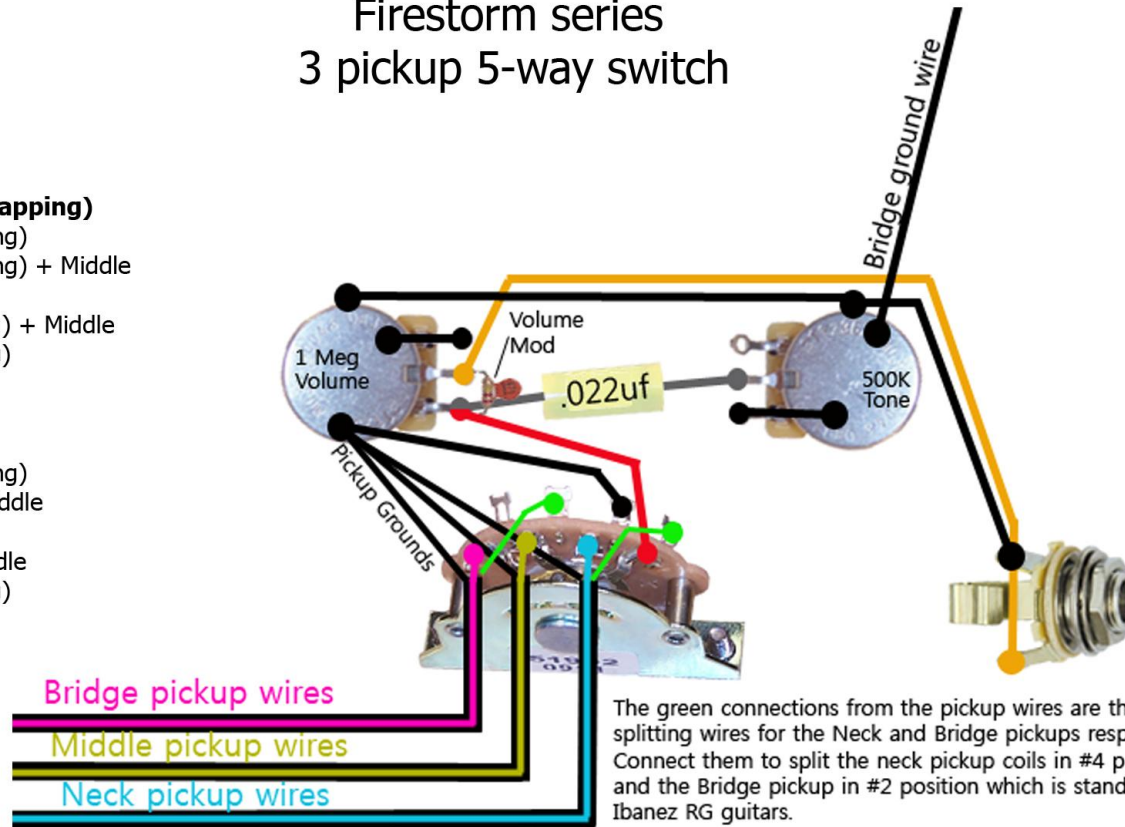 Firestorm series
3 pickup 5-way switch
Bridge ground wire
apping)
ng)
ng) + Middle
) + Middle
)
Volume
Mod
1 Meg
Volume
.022uf
500K
Tone
Pickup Grounds
ng)
ddle
dle
)
Bridge pickup wires
Middle pickup wires
Neck pickup wires
The green connections from the pickup wires are th
splitting wires for the Neck and Bridge pickups resp
Connect them to split the neck pickup coils in #4 p
and the Bridge pickup in #2 position which is stand
Ibanez RG guitars.